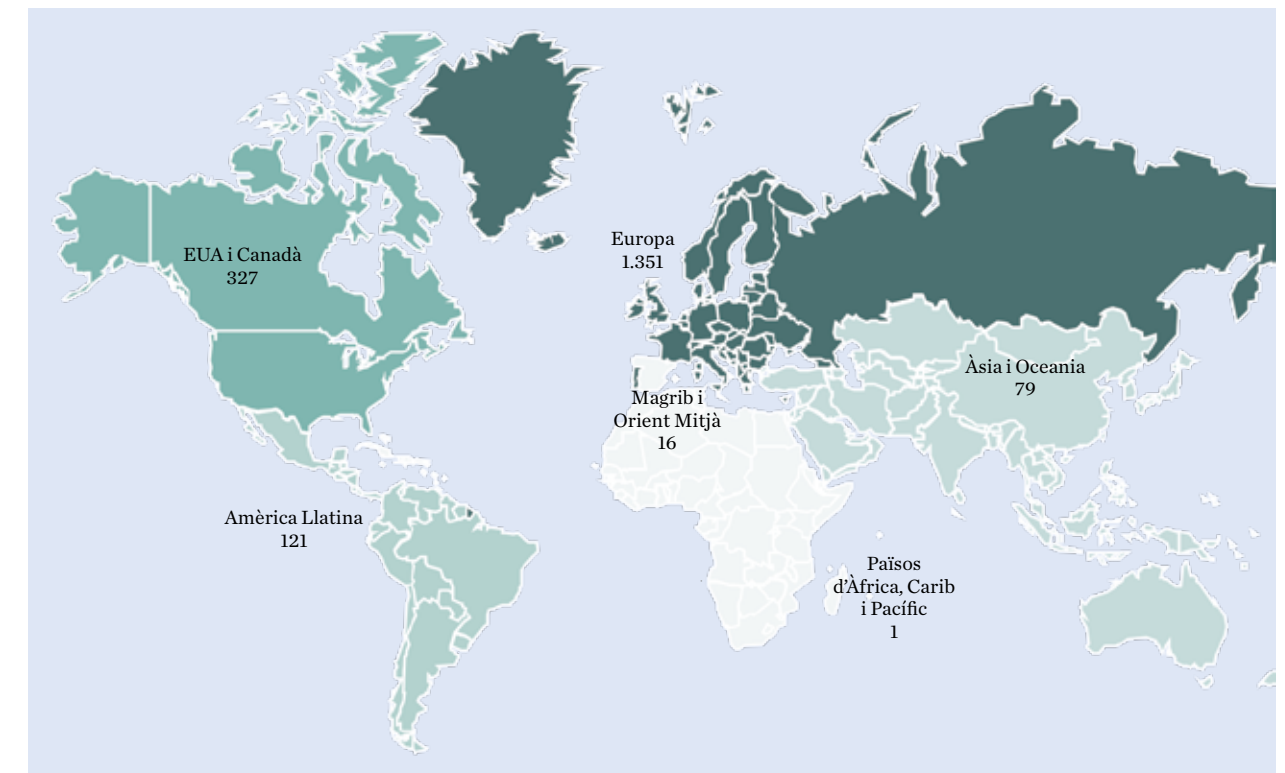 EUA i Canadà
327
Europa
1.351
Àsia i Oceania
79
Magrib i
Orient Mitjà
16
Amèrica Llatina
121
Països
d'Àfrica, Carib
i Pacífic
1